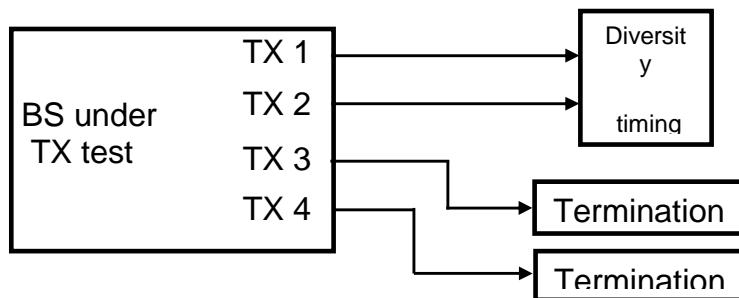 BS under
TX test
TX 1
TX 2
TX 3
TX 4
Diversit
y
timing
Termination
Termination